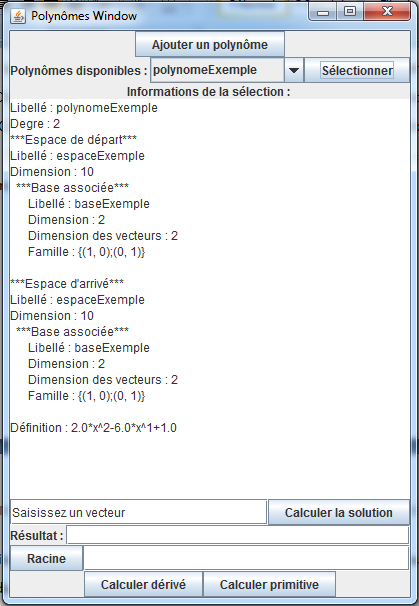 Polynômes Window
Ajouter un polynôme
Polynômes disponibles : polynomeExemple Sélectionner
Informations de la sélection :
Libellé : polynomeExemple
Degre : 2
***Espace de départ***
Libellé : espaceExemple
Dimension : 10
***Base associée***
Libellé : baseExemple
Dimension : 2
Dimension des vecteurs : 2
Famille : {(1, 0);(0, 1)}
***Espace d'arrivé***
Libellé : espaceExemple
Dimension : 10
***Base associée***
Libellé : baseExemple
Dimension : 2
Dimension des vecteurs : 2
Famille : {(1, 0);(0, 1)}
Définition : 2.0*x^2-6.0*x^1+1.0
Saisissez un vecteur Calculer la solution
Résultat :
Racine
Calculer dérivé Calculer primitive